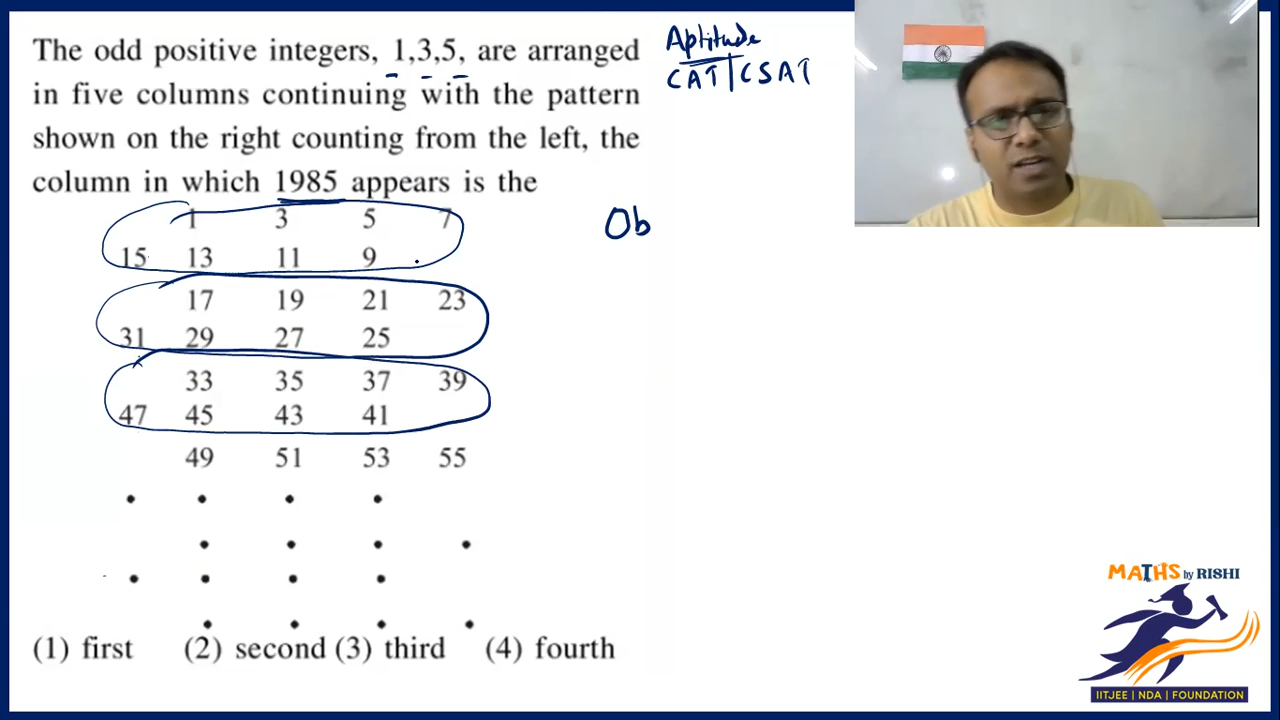 The odd positive integers, 1,3,5, are arranged
in five columns continuing with the pattern
shown on the right counting from the left, the
column in which 1985 appears is the
1 3 5 7
15 13 11 9
17 19 21 23
31 29 27 25
33 35 37 39
47 45 43 41
49 51 53 55
(1) first (2) second (3) third (4) fourth
Aptitude
CAT | CSAT
Ob
MATHS by RISHI
IITJEE | NDA | FOUNDATION